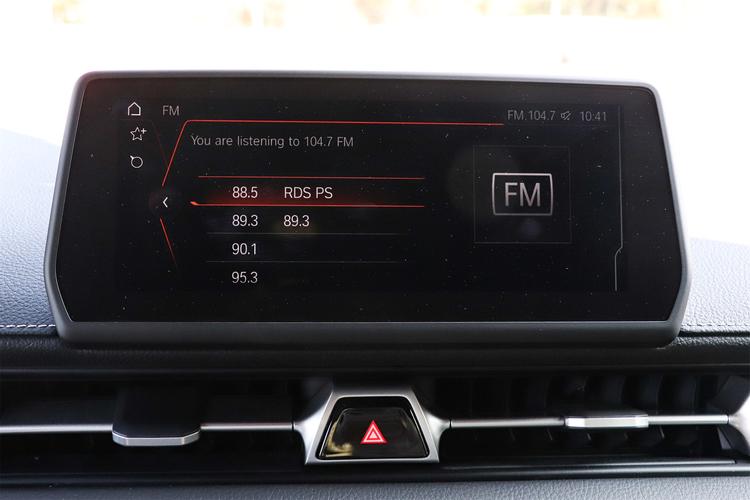 FM
FM 104.7 10:41
You are listening to 104.7 FM
88.5 RDS PS
89.3 89.3
90.1
95.3
FM